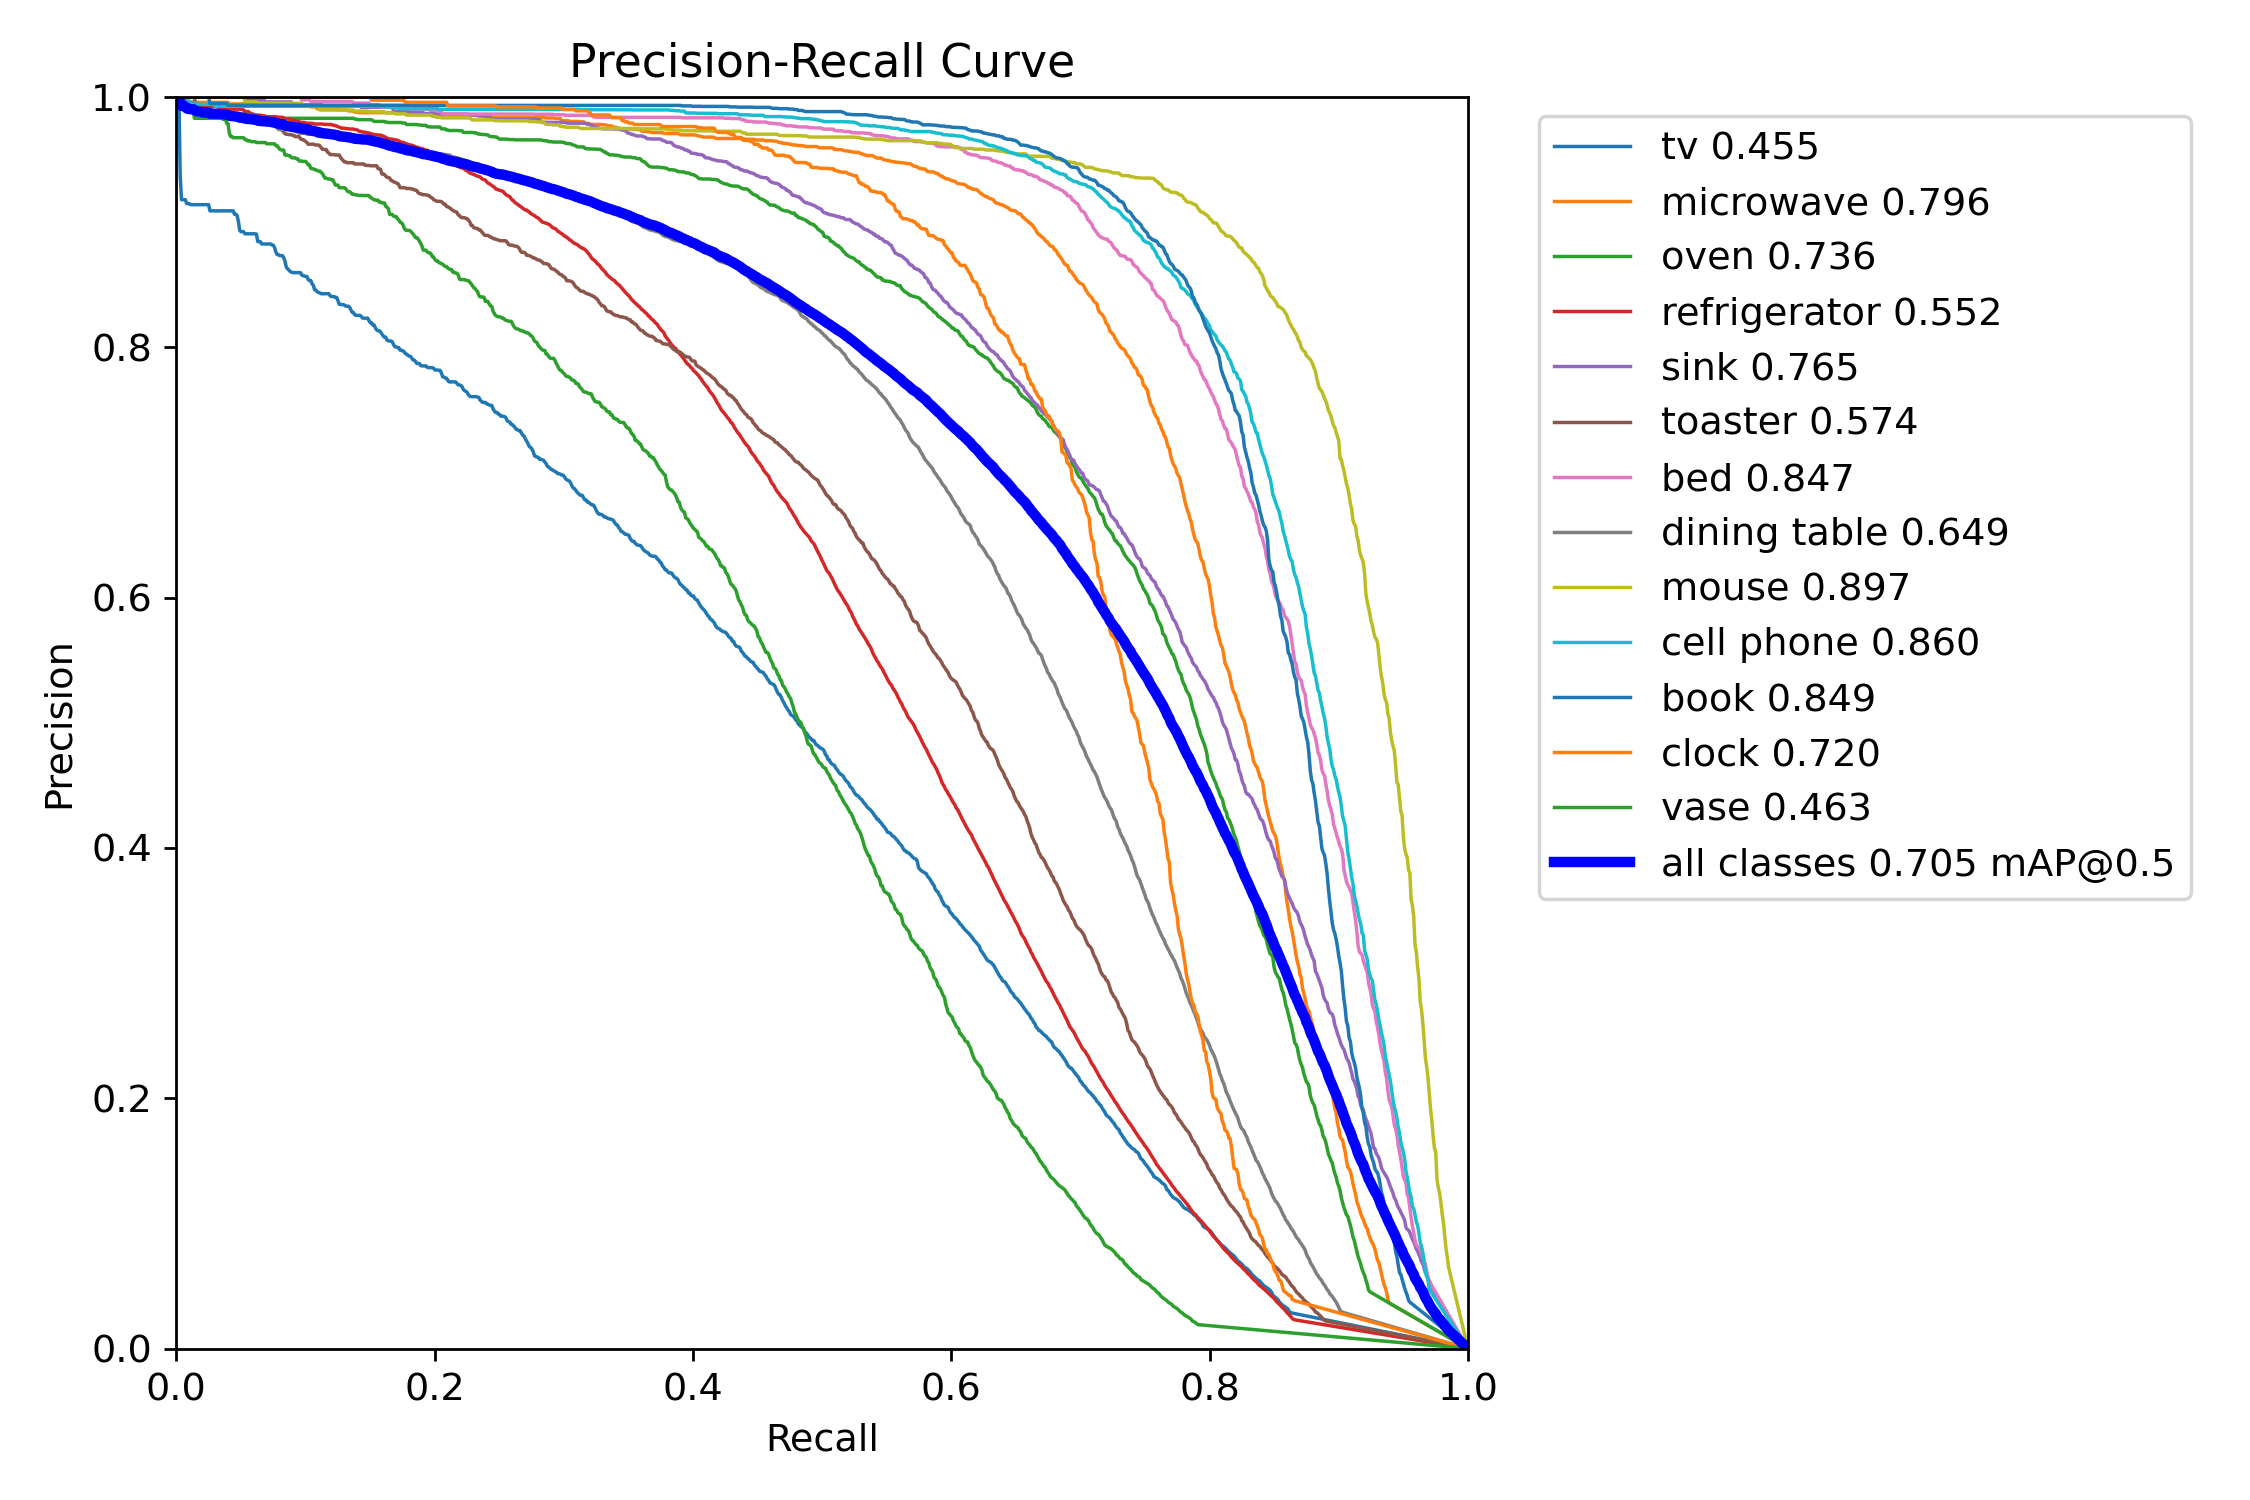 Precision-Recall Curve
1.0
0.8
0.6
0.4
0.2
0.0
Precision
0.0 0.2 0.4 0.6 0.8 1.0
Recall
tv 0.455
microwave 0.796
oven 0.736
refrigerator 0.552
sink 0.765
toaster 0.574
bed 0.847
dining table 0.649
mouse 0.897
cell phone 0.860
book 0.849
clock 0.720
vase 0.463
all classes 0.705 mAP@0.5